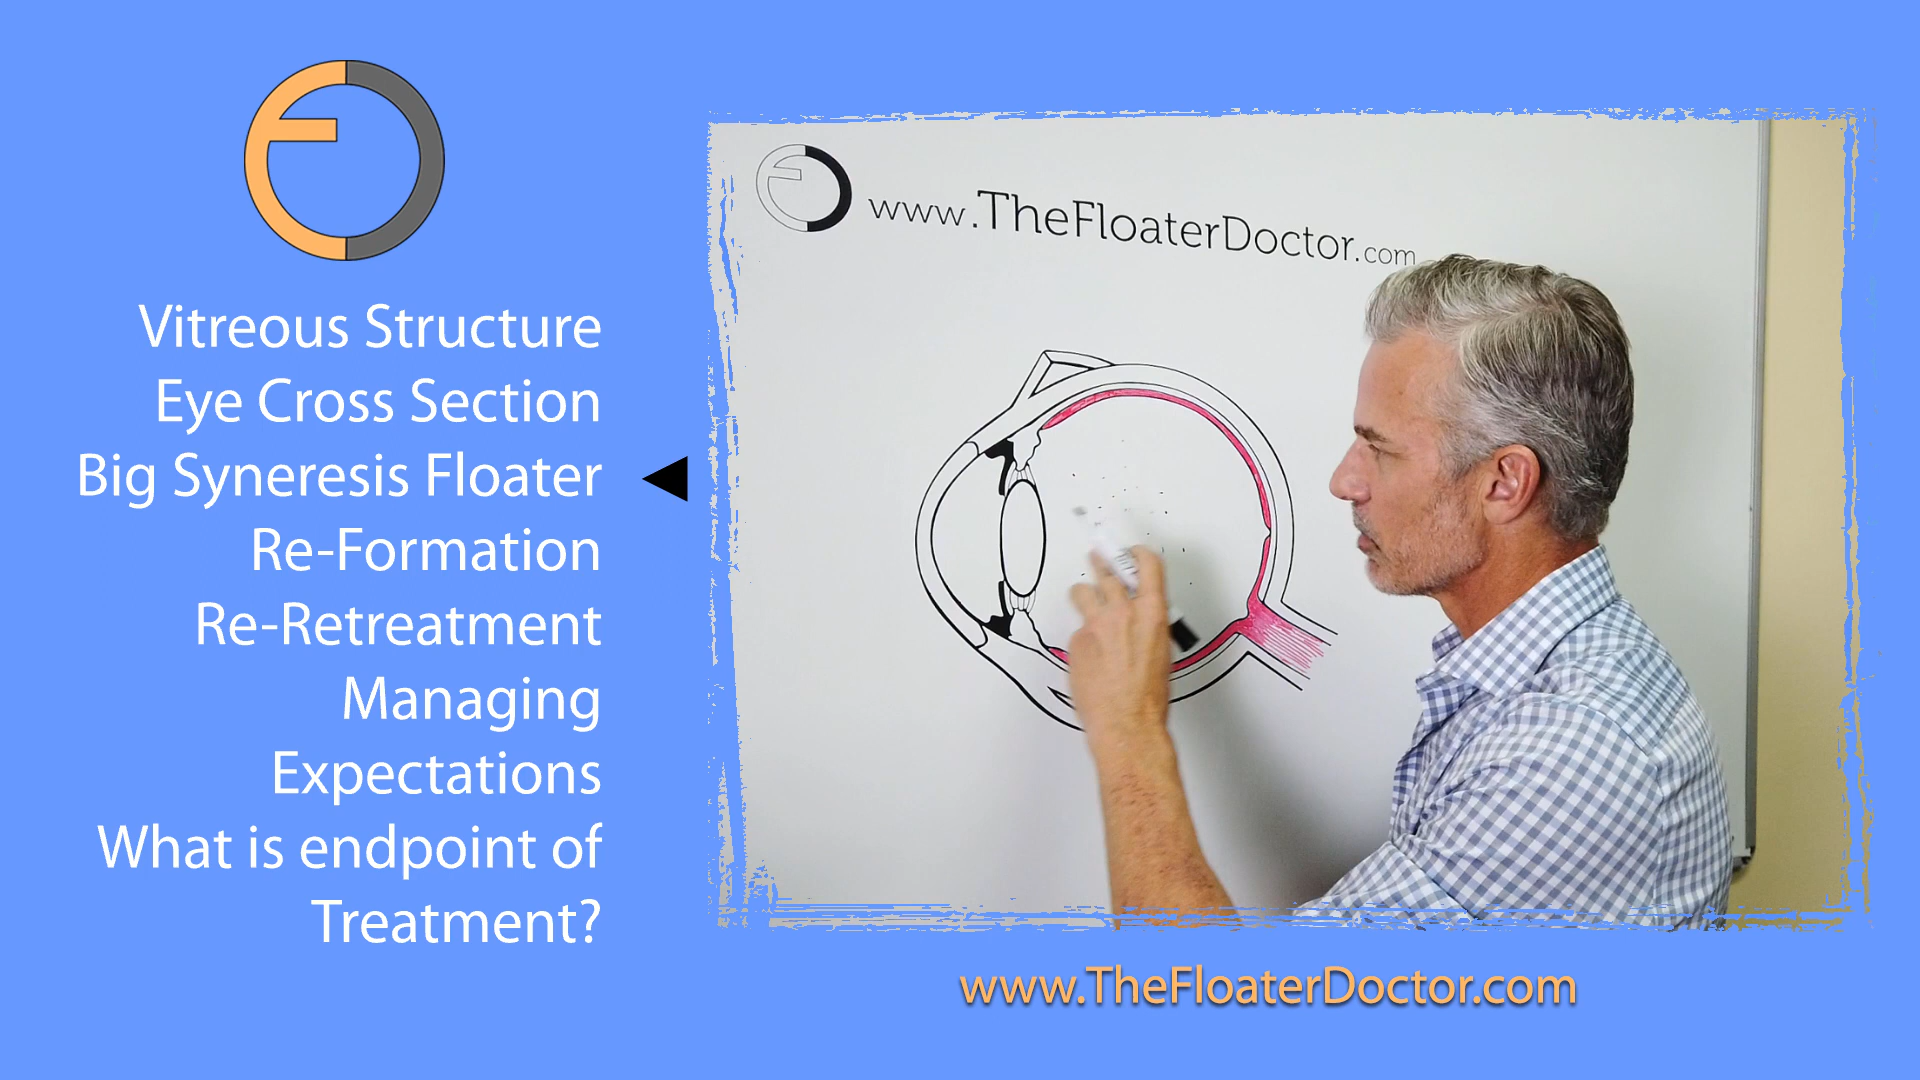 Vitreous Structure
Eye Cross Section
Big Syneresis Floater
Re-Formation
Re-Retreatment
Managing
Expectations
What is endpoint of
Treatment?
www.TheFloaterDoctor.com
www.TheFloaterDoctor.com